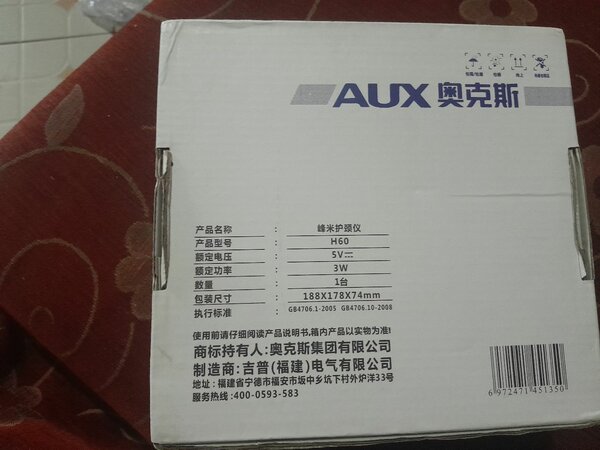 AUX 奥克斯
产品名称 : 峰米护颈仪
产品型号 : H60
额定电压 : 5V⎓
额定功率 : 3W
数量 : 1台
包装尺寸 : 188X178X74mm
执行标准 : GB4706.1-2005 GB4706.10-2008
使用前请仔细阅读产品说明书,箱内产品以实物为准!
商标持有人:奥克斯集团有限公司
制造商:吉普(福建)电气有限公司
地址:福建省宁德市福安市坂中乡坑下村外炉洋33号
服务热线:400-0593-583
6972471451350